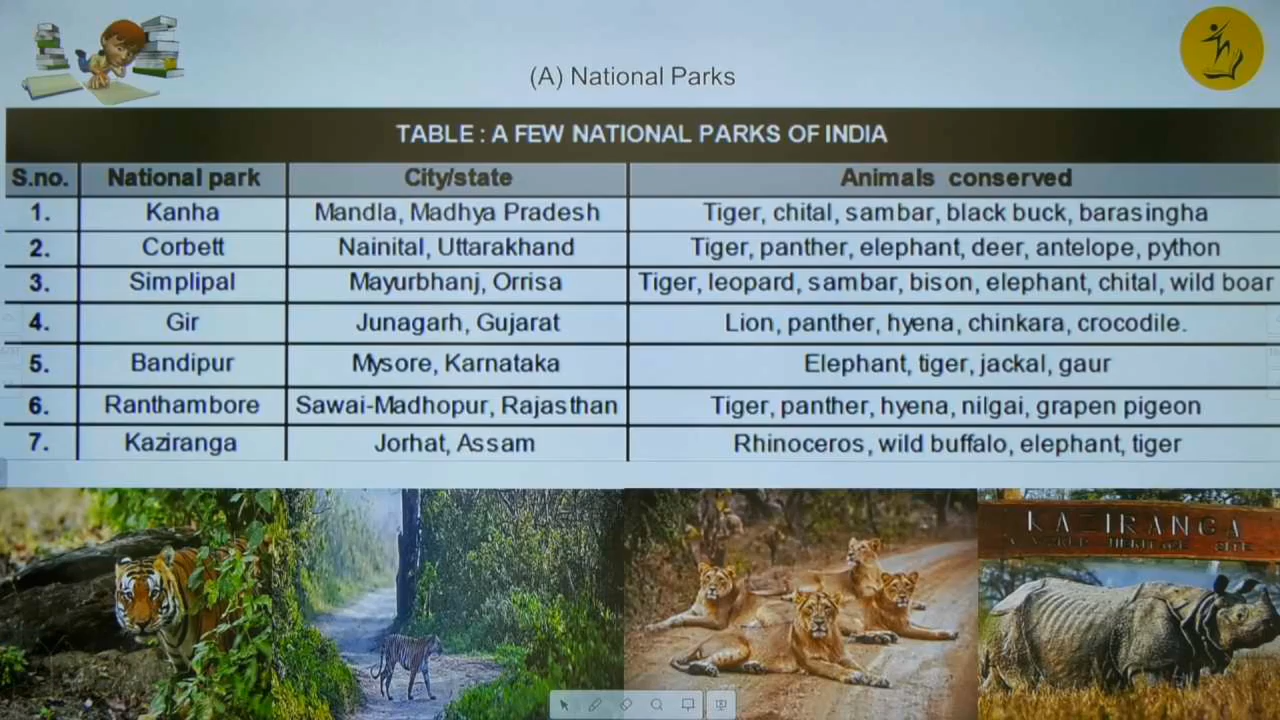 (A) National Parks
TABLE : A FEW NATIONAL PARKS OF INDIA
S.no. National park City/state Animals conserved
1. Kanha Mandla, Madhya Pradesh Tiger, chital, sambar, black buck, barasingha
2. Corbett Nainital, Uttarakhand Tiger, panther, elephant, deer, antelope, python
3. Simplipal Mayurbhanj, Orrisa Tiger, leopard, sambar, bison, elephant, chital, wild boar
4. Gir Junagarh, Gujarat Lion, panther, hyena, chinkara, crocodile.
5. Bandipur Mysore, Karnataka Elephant, tiger, jackal, gaur
6. Ranthambore Sawai-Madhopur, Rajasthan Tiger, panther, hyena, nilgai, grapen pigeon
7. Kaziranga Jorhat, Assam Rhinoceros, wild buffalo, elephant, tiger
KAZIRANGA
A WORLD HERITAGE SITE